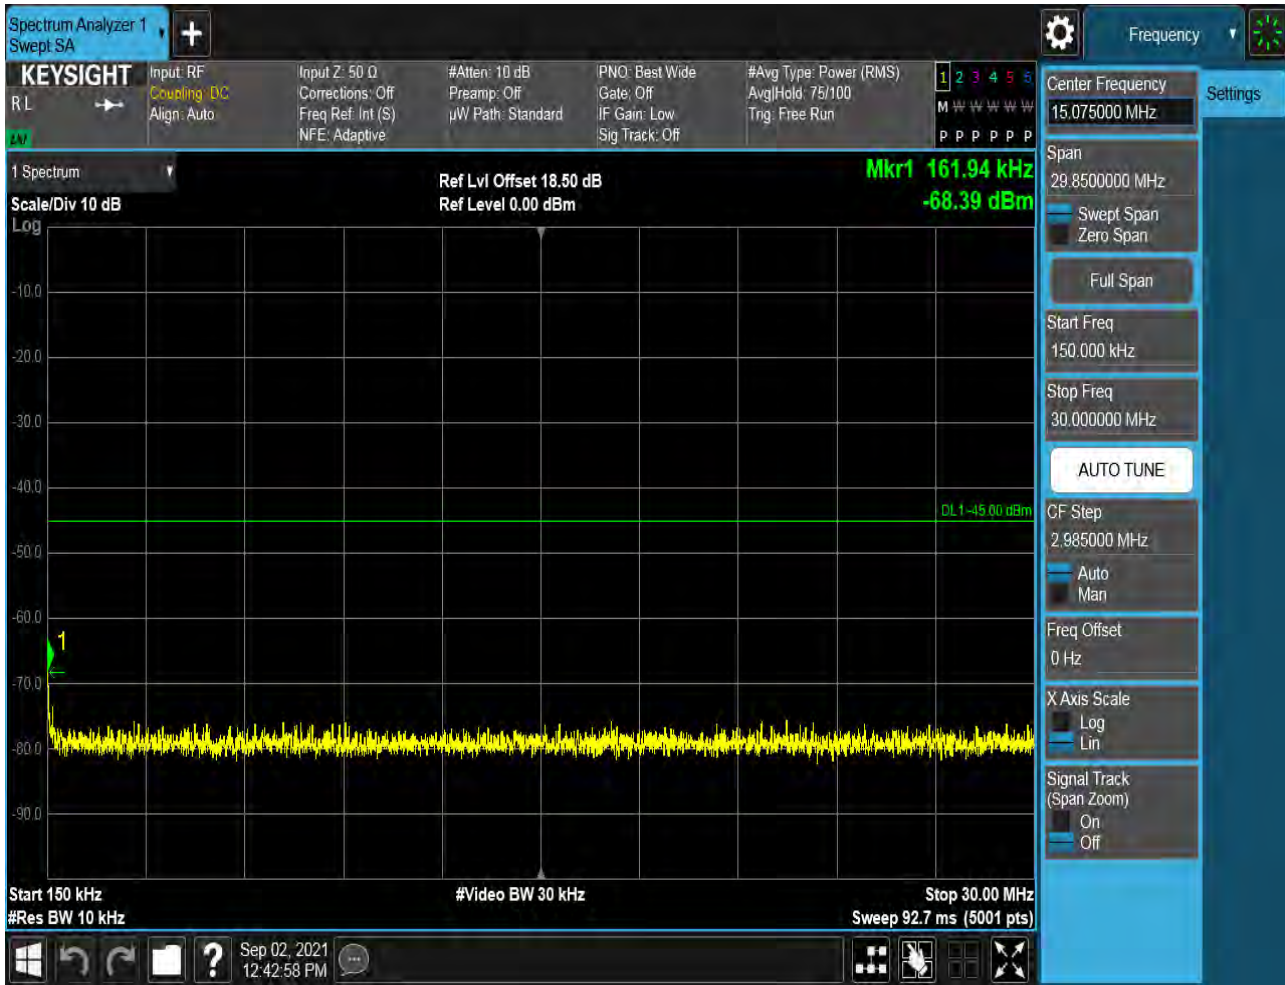 Spectrum Analyzer 1
Swept SA
Frequency
KEYSIGHT
R L
Input: RF
Coupling: DC
Align: Auto
Input Z: 50 Ω
Corrections: Off
Freq Ref: Int (S)
NFE: Adaptive
#Atten: 10 dB
Preamp: Off
µW Path: Standard
PNO: Best Wide
Gate: Off
IF Gain: Low
Sig Track: Off
#Avg Type: Power (RMS)
Avg|Hold: 75/100
Trig: Free Run
1 2 3 4 5 6
M W W W W W
P P P P P P
1 Spectrum
Scale/Div 10 dB
Log
Ref Lvl Offset 18.50 dB
Ref Level 0.00 dBm
Mkr1 161.94 kHz
-68.39 dBm
-10.0
-20.0
-30.0
-40.0
DL1 -45.00 dBm
-50.0
-60.0
1
-70.0
-80.0
-90.0
Start 150 kHz
#Video BW 30 kHz
Stop 30.00 MHz
#Res BW 10 kHz
Sweep 92.7 ms (5001 pts)
Sep 02, 2021
12:42:58 PM
Center Frequency
15.075000 MHz
Settings
Span
29.8500000 MHz
Swept Span
Zero Span
Full Span
Start Freq
150.000 kHz
Stop Freq
30.000000 MHz
AUTO TUNE
CF Step
2.985000 MHz
Auto
Man
Freq Offset
0 Hz
X Axis Scale
Log
Lin
Signal Track
(Span Zoom)
On
Off